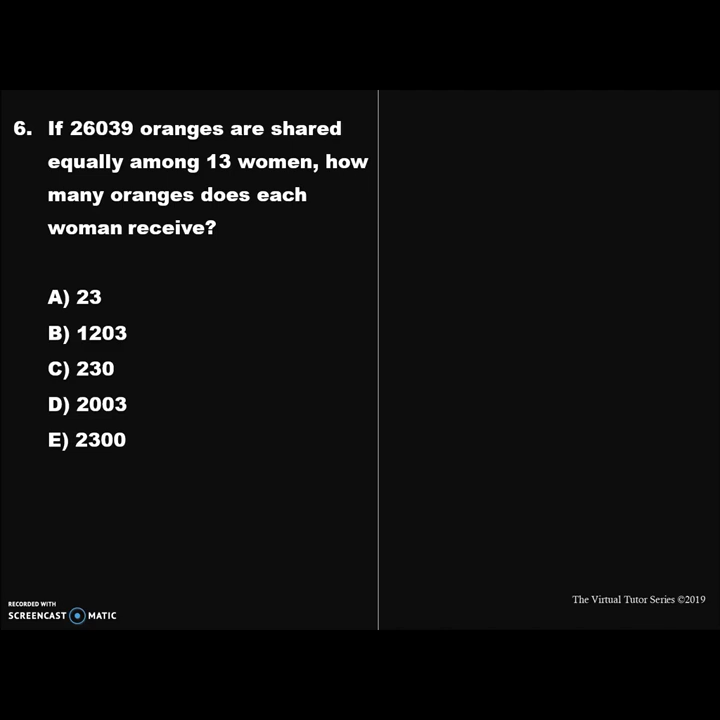 6. If 26039 oranges are shared
equally among 13 women, how
many oranges does each
woman receive?
A) 23
B) 1203
C) 230
D) 2003
E) 2300
The Virtual Tutor Series ©2019
RECORDED WITH
SCREENCAST MATIC